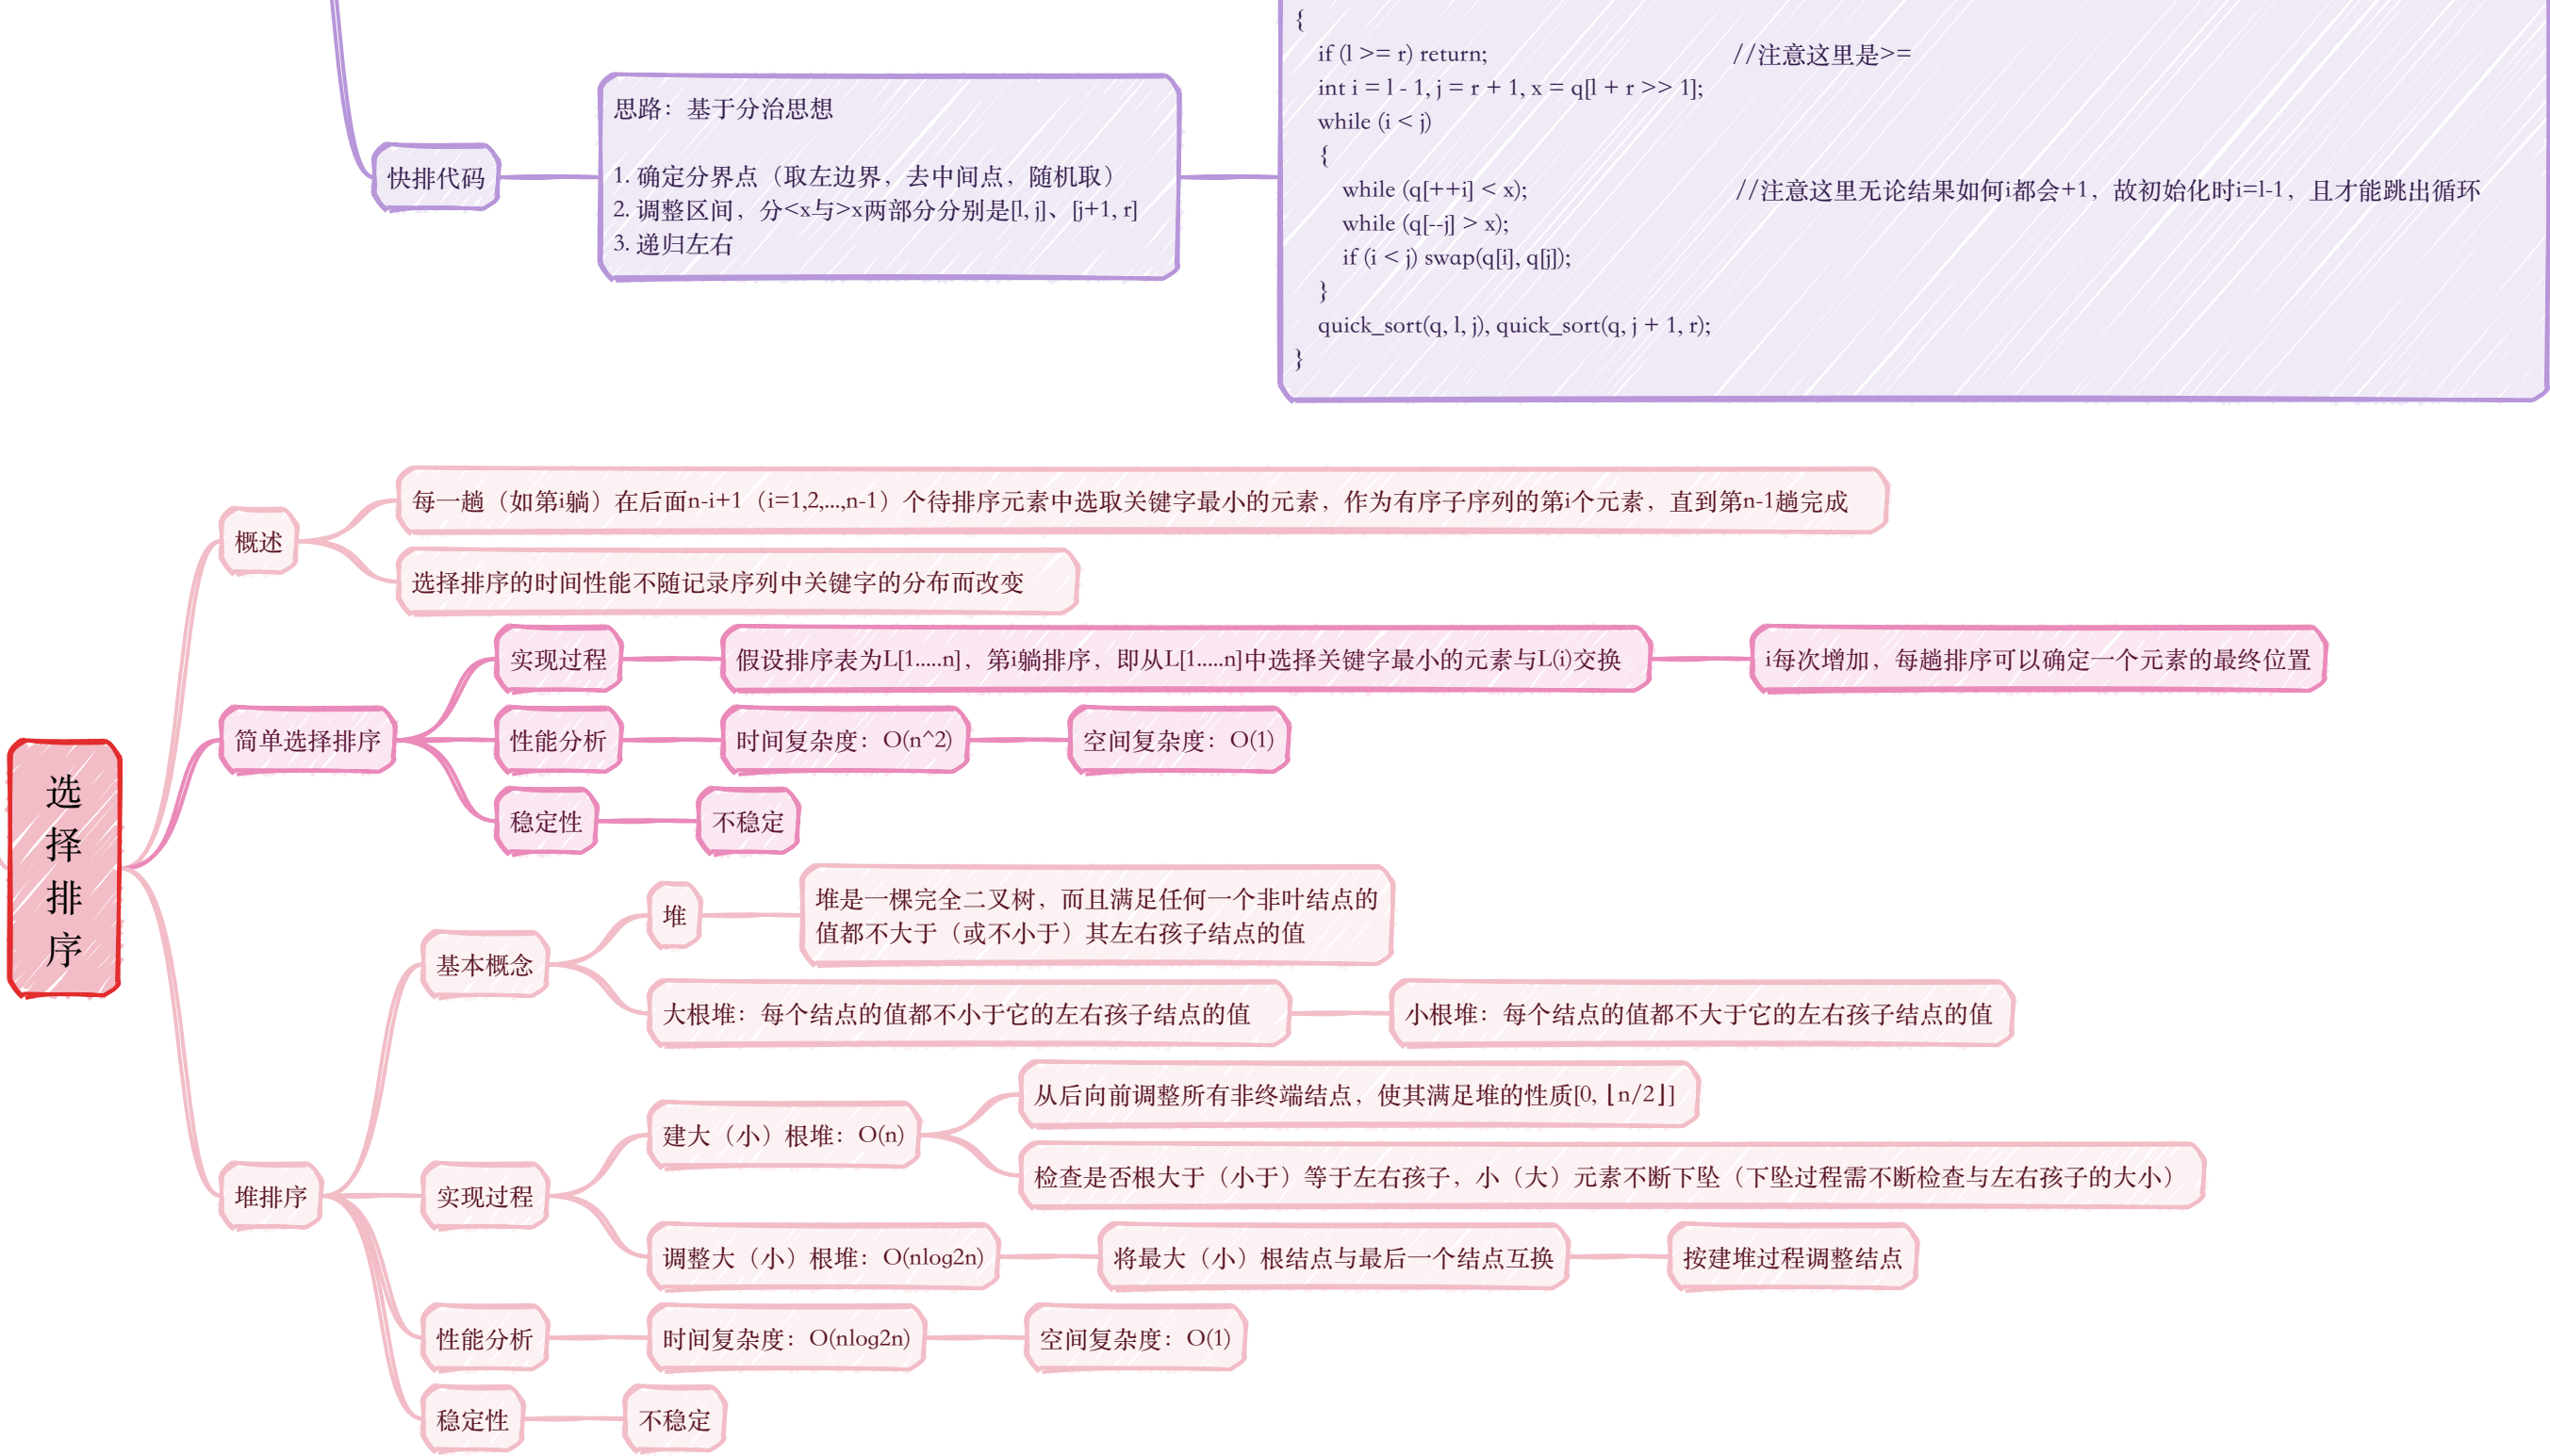 {
if (l >= r) return; //注意这里是>=
int i = l - 1, j = r + 1, x = q[l + r >> 1];
while (i < j)
{
while (q[++i] < x); //注意这里无论结果如何i都会+1，故初始化时i=l-1，且才能跳出循环
while (q[--j] > x);
if (i < j) swap(q[i], q[j]);
}
quick_sort(q, l, j), quick_sort(q, j + 1, r);
}
快排代码
思路：基于分治思想
1. 确定分界点（取左边界，去中间点，随机取）
2. 调整区间，分<x与>x两部分分别是[l, j]、[j+1, r]
3. 递归左右
选择排序
概述
每一趟（如第i躺）在后面n-i+1（i=1,2,...,n-1）个待排序元素中选取关键字最小的元素，作为有序子序列的第i个元素，直到第n-1趟完成
选择排序的时间性能不随记录序列中关键字的分布而改变
简单选择排序
实现过程
假设排序表为L[1.....n]，第i躺排序，即从L[1.....n]中选择关键字最小的元素与L(i)交换
i每次增加，每趟排序可以确定一个元素的最终位置
性能分析
时间复杂度：O(n^2)
空间复杂度：O(1)
稳定性
不稳定
堆排序
基本概念
堆
堆是一棵完全二叉树，而且满足任何一个非叶结点的
值都不大于（或不小于）其左右孩子结点的值
大根堆：每个结点的值都不小于它的左右孩子结点的值
小根堆：每个结点的值都不大于它的左右孩子结点的值
实现过程
建大（小）根堆：O(n)
从后向前调整所有非终端结点，使其满足堆的性质[0, ⌊n/2⌋]
检查是否根大于（小于）等于左右孩子，小（大）元素不断下坠（下坠过程需不断检查与左右孩子的大小）
调整大（小）根堆：O(nlog2n)
将最大（小）根结点与最后一个结点互换
按建堆过程调整结点
性能分析
时间复杂度：O(nlog2n)
空间复杂度：O(1)
稳定性
不稳定